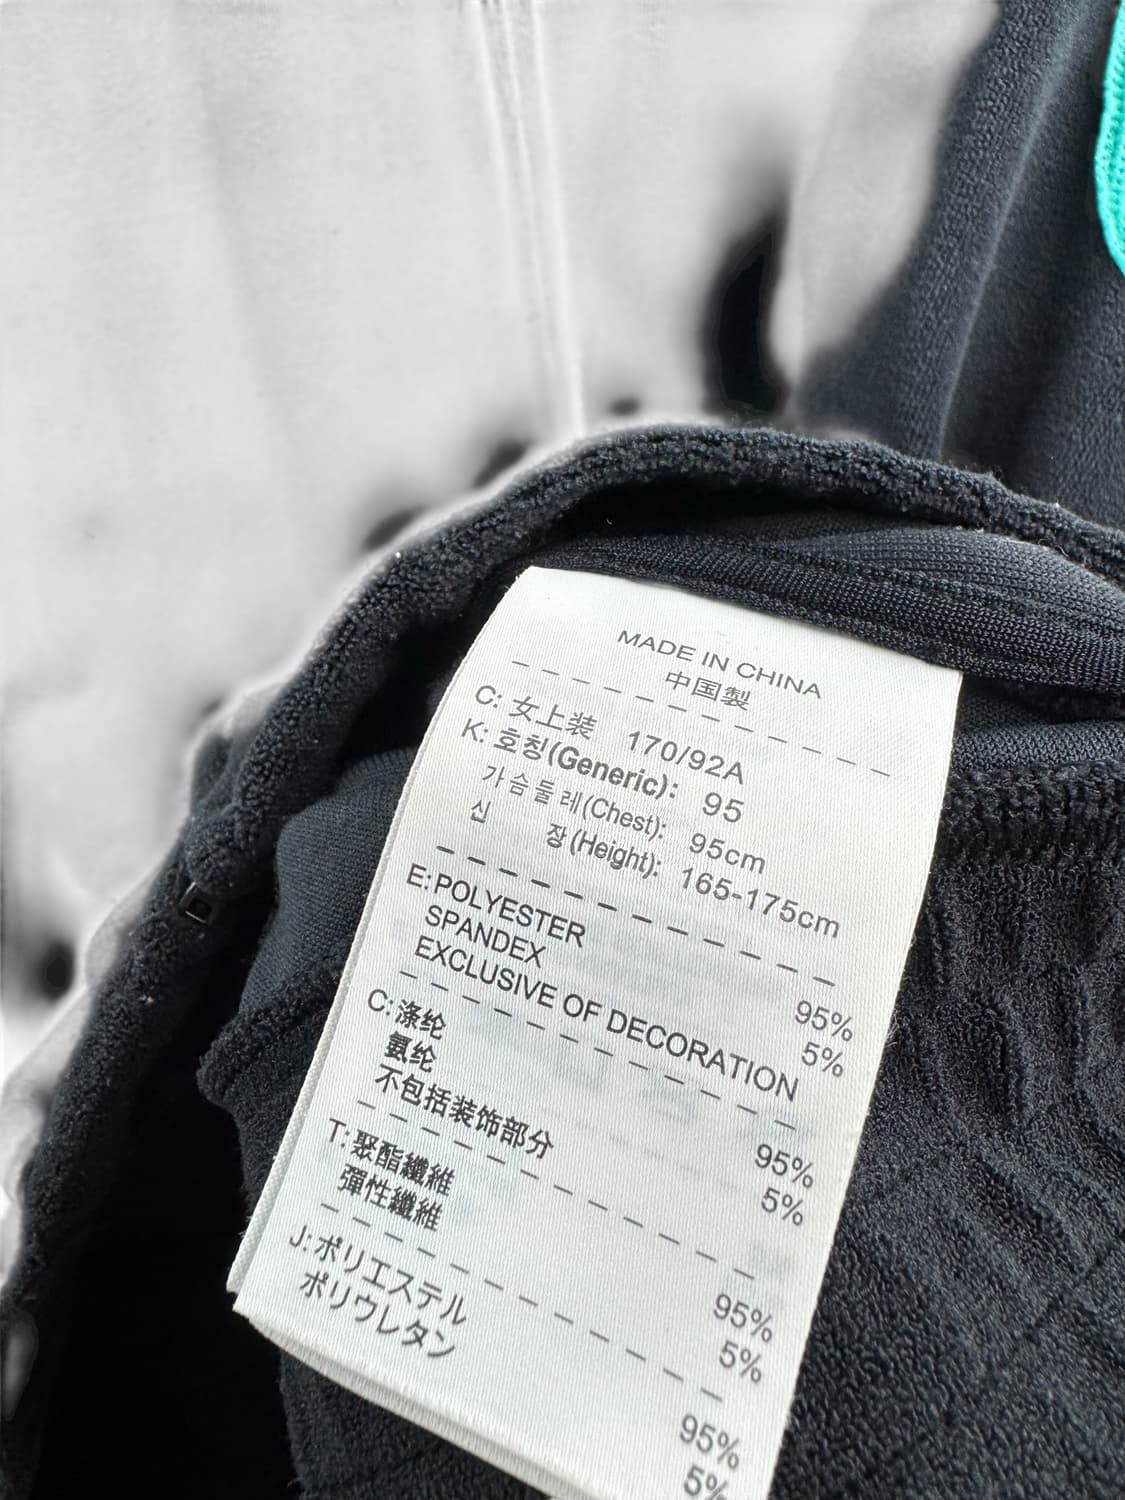 MADE IN CHINA
中国製
C: 女上装 170/92A
K: 호칭(Generic): 95
가슴둘레(Chest): 95cm
신 장(Height): 165-175cm
E: POLYESTER 95%
SPANDEX 5%
EXCLUSIVE OF DECORATION
C: 涤纶 95%
氨纶 5%
不包括装饰部分
T: 聚酯纖維 95%
彈性纖維 5%
J: ポリエステル 95%
ポリウレタン 5%